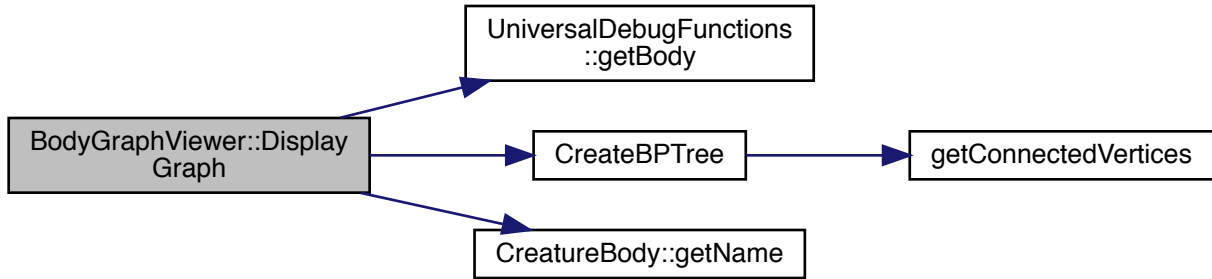 BodyGraphViewer::Display
Graph
UniversalDebugFunctions
::getBody
CreateBPTree
getConnectedVertices
CreatureBody::getName